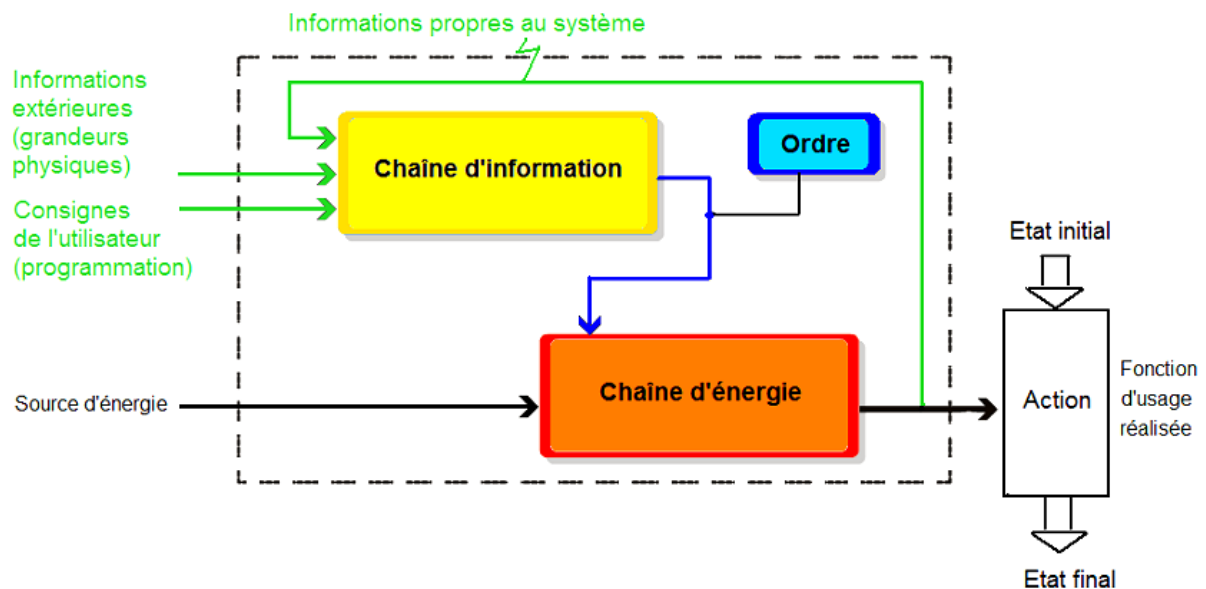 Informations propres au système
Informations
extérieures
(grandeurs
physiques)
Consignes
de l'utilisateur
(programmation)
Chaîne d'information
Ordre
Etat initial
Source d'énergie
Chaîne d'énergie
Action
Fonction
d'usage
réalisée
Etat final